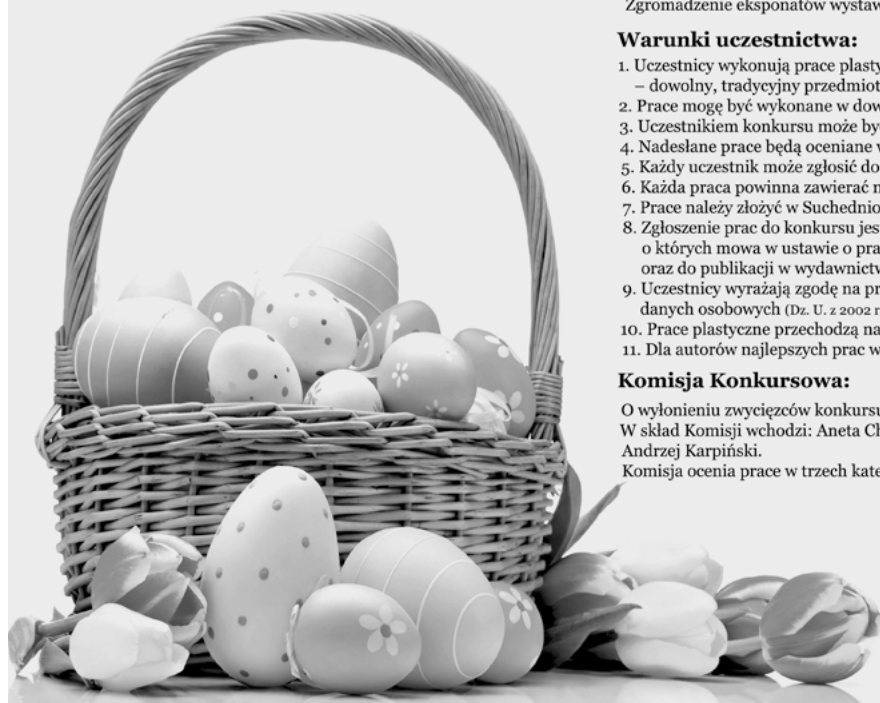 Zgromadzenie eksponatów wystaw
Warunki uczestnictwa:
1. Uczestnicy wykonują prace plasty
– dowolny, tradycyjny przedmiot
2. Prace mogę być wykonane w dow
3. Uczestnikiem konkursu może by
4. Nadesłane prace będą oceniane w
5. Każdy uczestnik może zgłosić do
6. Każda praca powinna zawierać n
7. Prace należy złożyć w Suchednio
8. Zgłoszenie prac do konkursu jes
o których mowa w ustawie o pra
oraz do publikacji w wydawnictw
9. Uczestnicy wyrażają zgodę na pr
danych osobowych (Dz. U. z 2002 r
10. Prace plastyczne przechodzą na
11. Dla autorów najlepszych prac w
Komisja Konkursowa:
O wyłonieniu zwycięzców konkursu
W skład Komisji wchodzi: Aneta Ch
Andrzej Karpiński.
Komisja ocenia prace w trzech kate